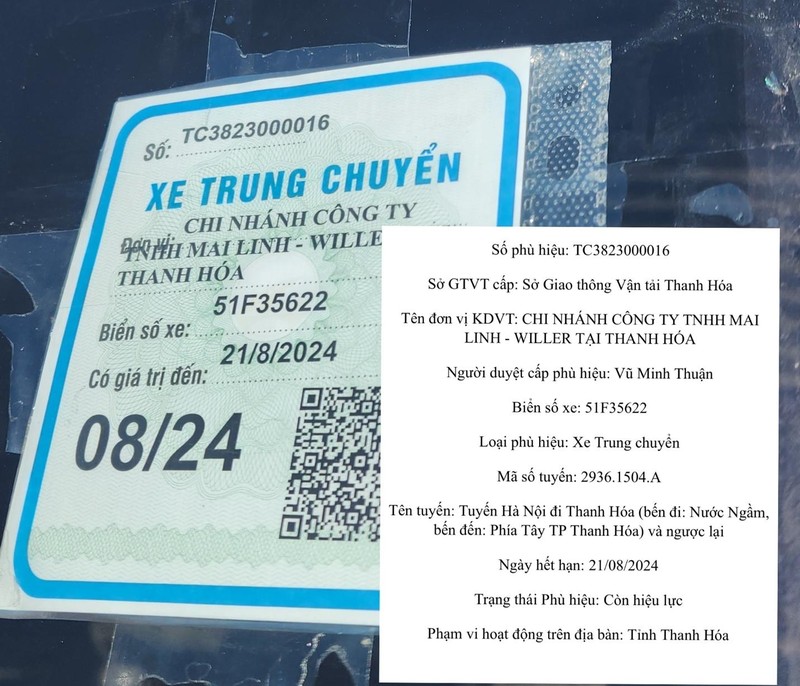 Số: TC3823000016
XE TRUNG CHUYỂN
Đơn vị: CHI NHÁNH CÔNG TY
TNHH MAI LINH - WILLER
THANH HÓA
Biển số xe: 51F35622
Có giá trị đến: 21/8/2024
08/24
Số phù hiệu: TC3823000016
Sở GTVT cấp: Sở Giao thông Vận tải Thanh Hóa
Tên đơn vị KDVT: CHI NHÁNH CÔNG TY TNHH MAI
LINH - WILLER TẠI THANH HÓA
Người duyệt cấp phù hiệu: Vũ Minh Thuận
Biển số xe: 51F35622
Loại phù hiệu: Xe Trung chuyển
Mã số tuyến: 2936.1504.A
Tên tuyến: Tuyến Hà Nội đi Thanh Hóa (bến đi: Nước Ngầm,
bến đến: Phía Tây TP Thanh Hóa) và ngược lại
Ngày hết hạn: 21/08/2024
Trạng thái Phù hiệu: Còn hiệu lực
Phạm vi hoạt động trên địa bàn: Tỉnh Thanh Hóa